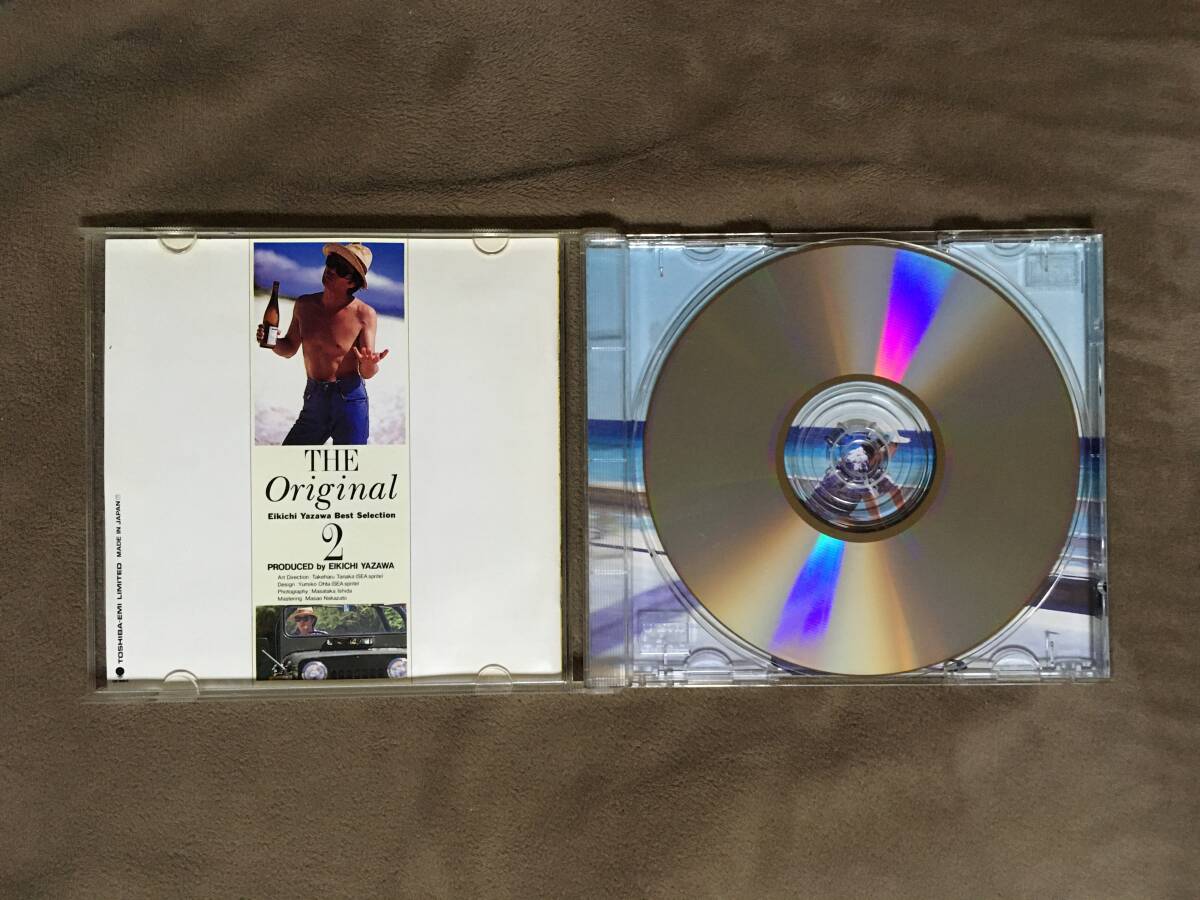 THE
Original
Eikichi Yazawa Best Selection
2
PRODUCED by EIKICHI YAZAWA
Art Direction : Takeharu Tanaka (SEA sprite)
Design : Yumiko Ohta (SEA sprite)
Photography : Masataka Ishida
Mastering : Masao Nakazato
TOSHIBA-EMI LIMITED MADE IN JAPAN